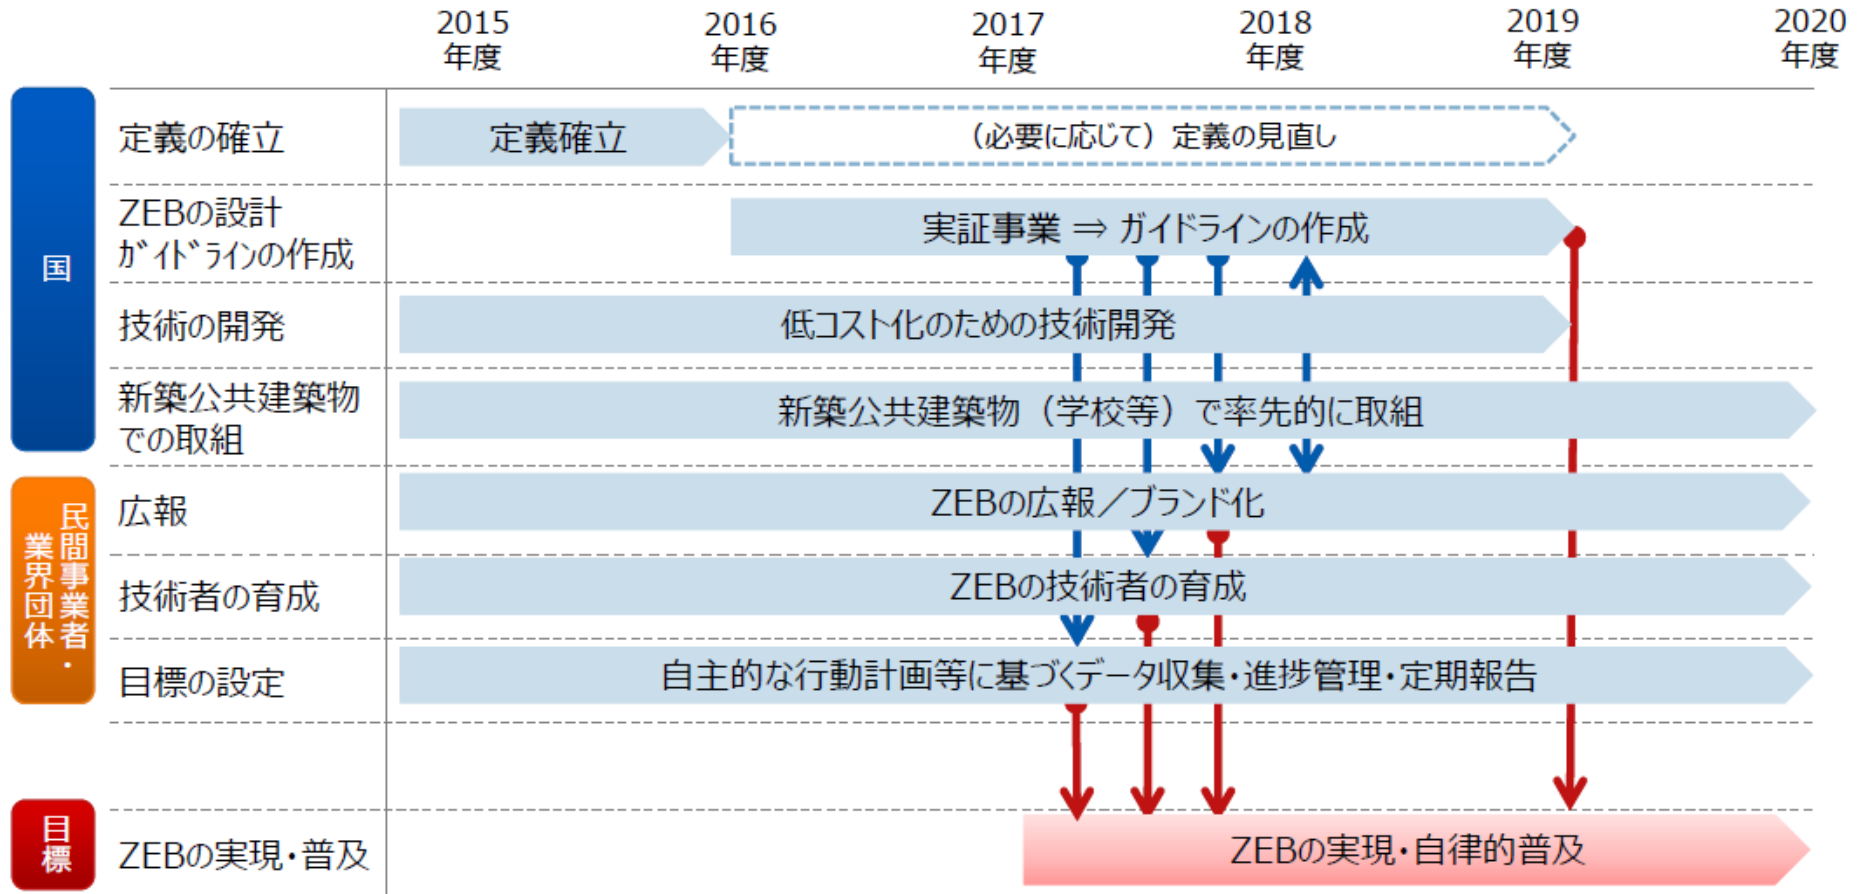 2015
年度
2016
年度
2017
年度
2018
年度
2019
年度
2020
年度
国
定義の確立
定義確立
（必要に応じて）定義の見直し
ZEBの設計
ｶﾞｲﾄﾞﾗｲﾝの作成
実証事業 ⇒ ガイドラインの作成
技術の開発
低コスト化のための技術開発
新築公共建築物
での取組
新築公共建築物（学校等）で率先的に取組
民間事業者・
業界団体
広報
ZEBの広報／ブランド化
技術者の育成
ZEBの技術者の育成
目標の設定
自主的な行動計画等に基づくデータ収集・進捗管理・定期報告
目標
ZEBの実現・普及
ZEBの実現・自律的普及